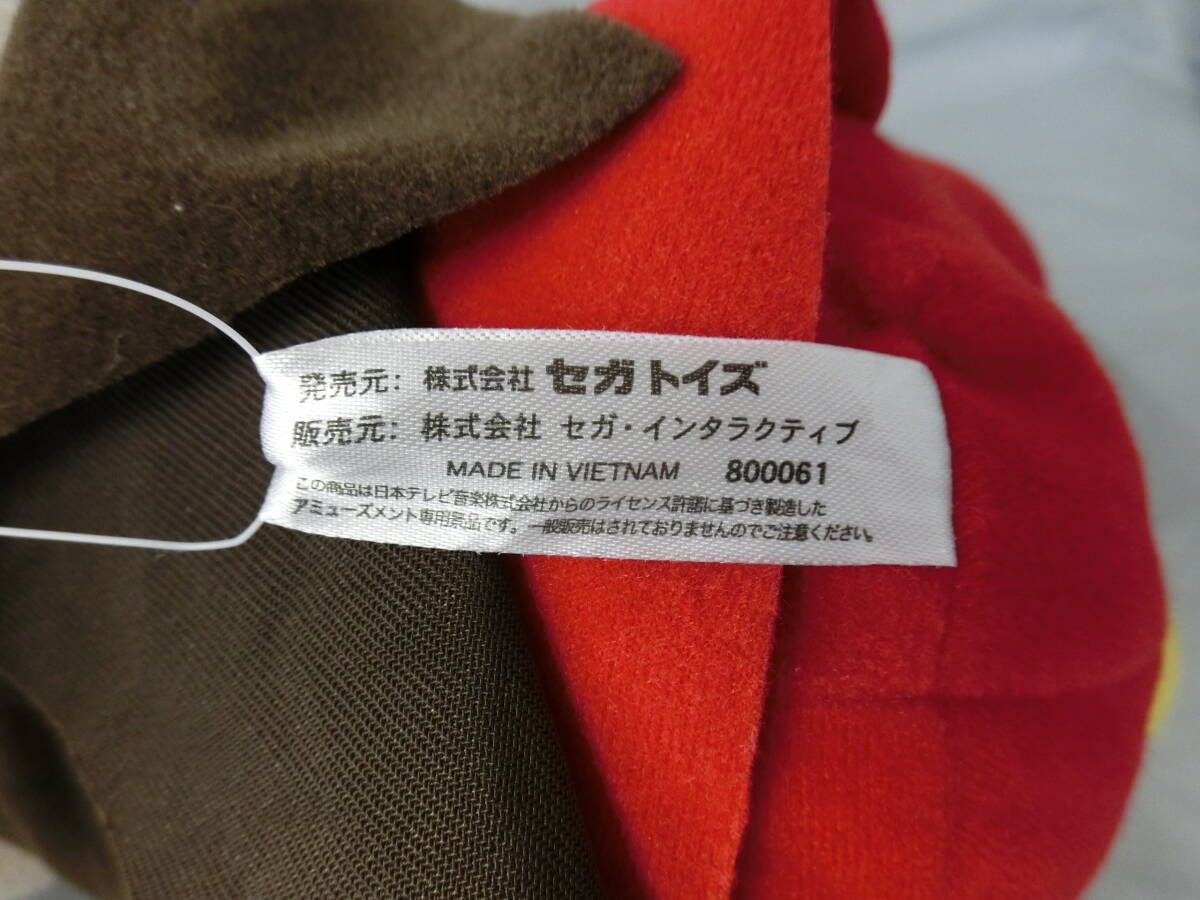 発売元： 株式会社 セガトイズ
販売元： 株式会社 セガ・インタラクティブ
MADE IN VIETNAM 800061
この商品は日本テレビ音楽株式会社からのライセンス許諾に基づき製造した
アミューズメント専用景品です。一般販売はされておりませんのでご注意ください。